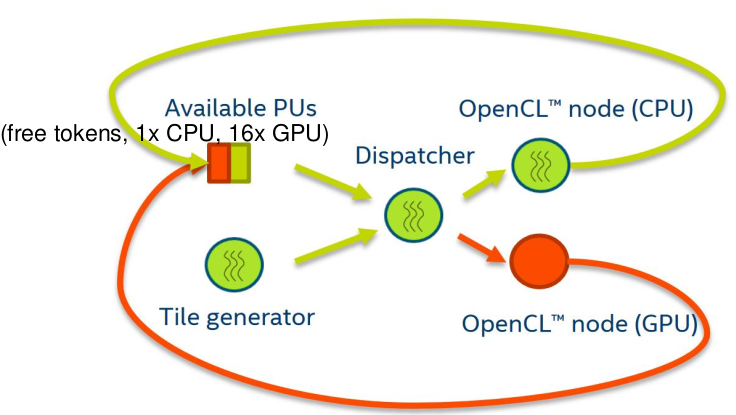 Available PUs
(free tokens, 1x CPU, 16x GPU)
OpenCL™ node (CPU)
Dispatcher
Tile generator
OpenCL™ node (GPU)